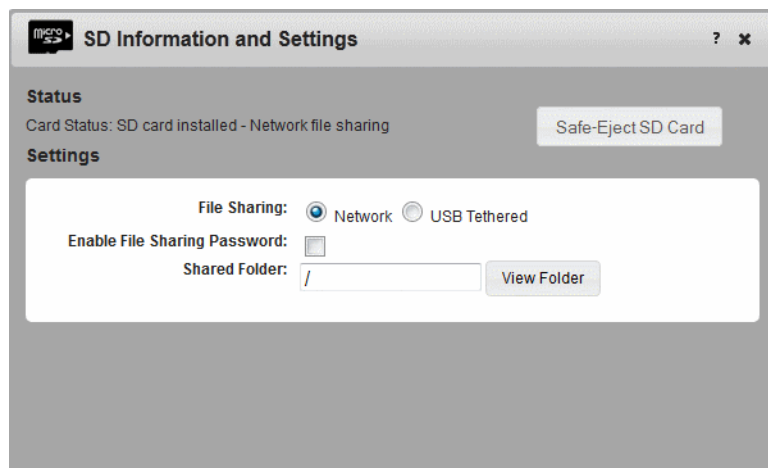 micro SD SD Information and Settings ? ✖
Status
Card Status: SD card installed - Network file sharing
Safe-Eject SD Card
Settings
File Sharing: Network USB Tethered
Enable File Sharing Password:
Shared Folder: / View Folder